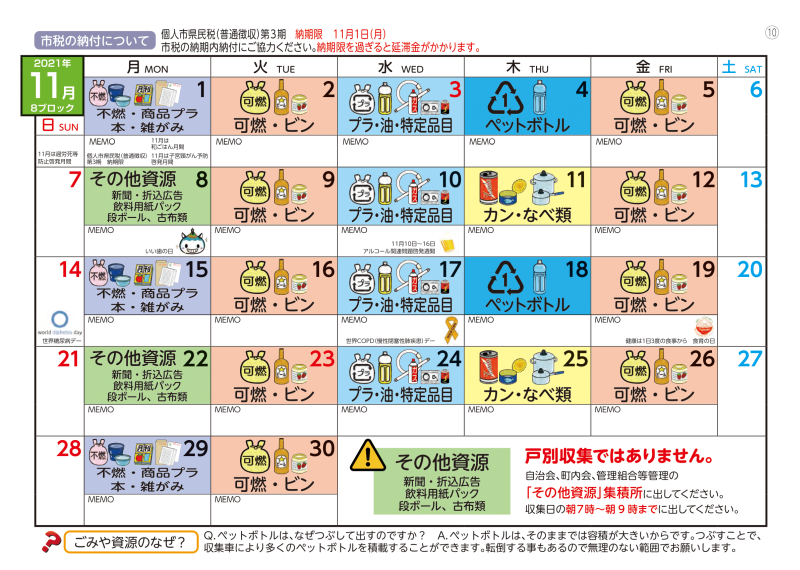 市税の納付について
個人市県民税(普通徴収)第3期　納期限　11月1日(月)
市税の納期内納付にご協力ください。納期限を過ぎると延滞金がかかります。
⑩
2021年
11月
8ブロック
日 SUN
月 MON
火 TUE
水 WED
木 THU
金 FRI
土 SAT
不燃
月刊
1
不燃・商品プラ
本・雑がみ
可燃
2
可燃・ビン
プラ
3
プラ・油・特定品目
1
4
ペットボトル
可燃
5
可燃・ビン
6
11月は過労死等
防止啓発月間
MEMO
11月は
和ごはん月間
個人市県民税(普通徴収)
第3期　納期限
11月は子宮頸がん予防
啓発月間
MEMO
MEMO
MEMO
MEMO
7
その他資源 8
新聞・折込広告
飲料用紙パック
段ボール、古布類
可燃
9
可燃・ビン
プラ
10
プラ・油・特定品目
11
カン・なべ類
可燃
12
可燃・ビン
13
MEMO
いい歯の日
MEMO
MEMO
11月10日～16日
アルコール関連問題啓発週間
MEMO
MEMO
14
不燃
月刊
15
不燃・商品プラ
本・雑がみ
可燃
16
可燃・ビン
プラ
17
プラ・油・特定品目
1
18
ペットボトル
可燃
19
可燃・ビン
20
world diabetes day
世界糖尿病デー
MEMO
MEMO
MEMO
世界COPD(慢性閉塞性肺疾患)デー
MEMO
MEMO
健康は1日3度の食事から　食育の日
21
その他資源 22
新聞・折込広告
飲料用紙パック
段ボール、古布類
可燃
23
可燃・ビン
プラ
24
プラ・油・特定品目
25
カン・なべ類
可燃
26
可燃・ビン
27
MEMO
MEMO
MEMO
MEMO
MEMO
28
不燃
月刊
29
不燃・商品プラ
本・雑がみ
可燃
30
可燃・ビン
MEMO
MEMO
その他資源
新聞・折込広告
飲料用紙パック
段ボール、古布類
戸別収集ではありません。
自治会、町内会、管理組合等管理の
「その他資源」集積所に出してください。
収集日の朝7時～朝9時までに出してください。
ごみや資源のなぜ？
Q.ペットボトルは、なぜつぶして出すのですか？　A.ペットボトルは、そのままでは容積が大きいからです。つぶすことで、
収集車により多くのペットボトルを積載することができます。転倒する事もあるので無理のない範囲でお願いします。